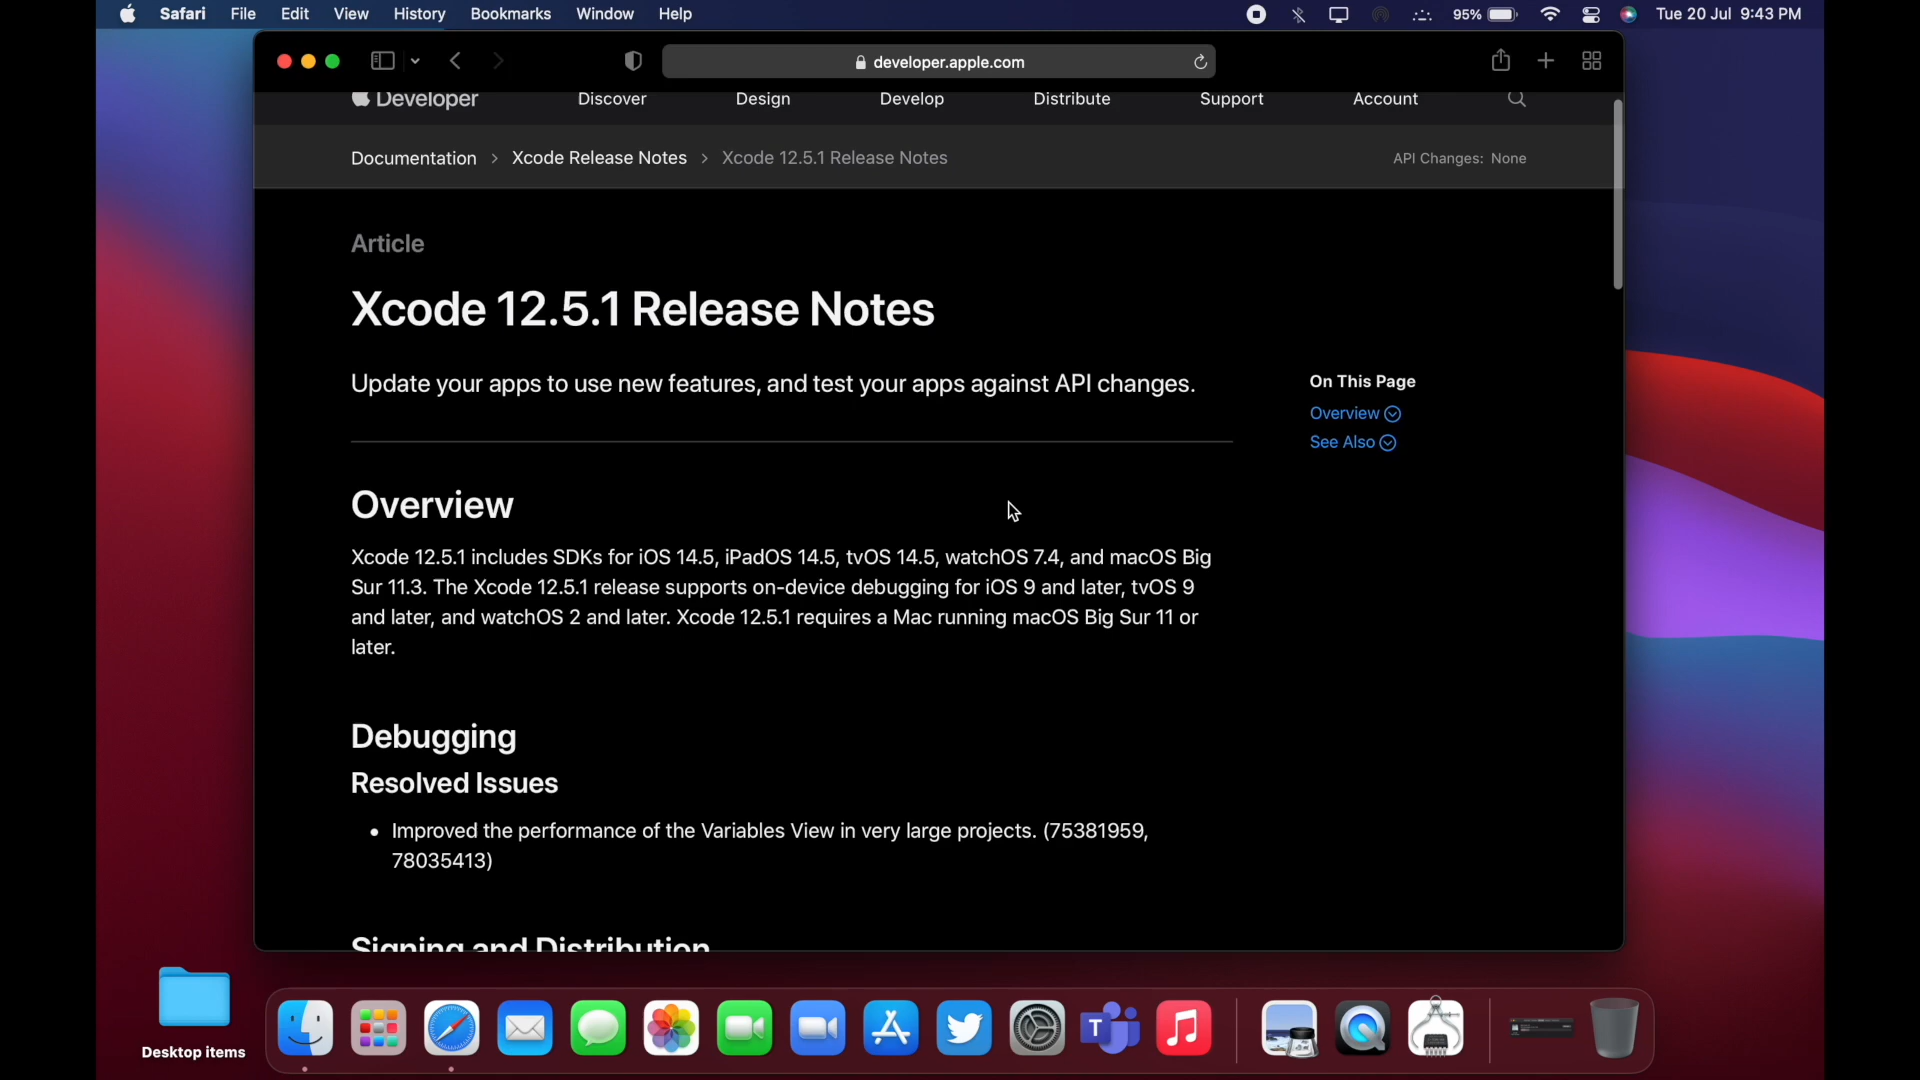 Safari File Edit View History Bookmarks Window Help 95% Tue 20 Jul 9:43 PM
developer.apple.com
Developer Discover Design Develop Distribute Support Account
Documentation > Xcode Release Notes > Xcode 12.5.1 Release Notes API Changes: None
Article
Xcode 12.5.1 Release Notes
Update your apps to use new features, and test your apps against API changes.
On This Page
Overview
See Also
Overview
Xcode 12.5.1 includes SDKs for iOS 14.5, iPadOS 14.5, tvOS 14.5, watchOS 7.4, and macOS Big
Sur 11.3. The Xcode 12.5.1 release supports on-device debugging for iOS 9 and later, tvOS 9
and later, and watchOS 2 and later. Xcode 12.5.1 requires a Mac running macOS Big Sur 11 or
later.
Debugging
Resolved Issues
• Improved the performance of the Variables View in very large projects. (75381959,
78035413)
Signing and Distribution
Desktop items
T